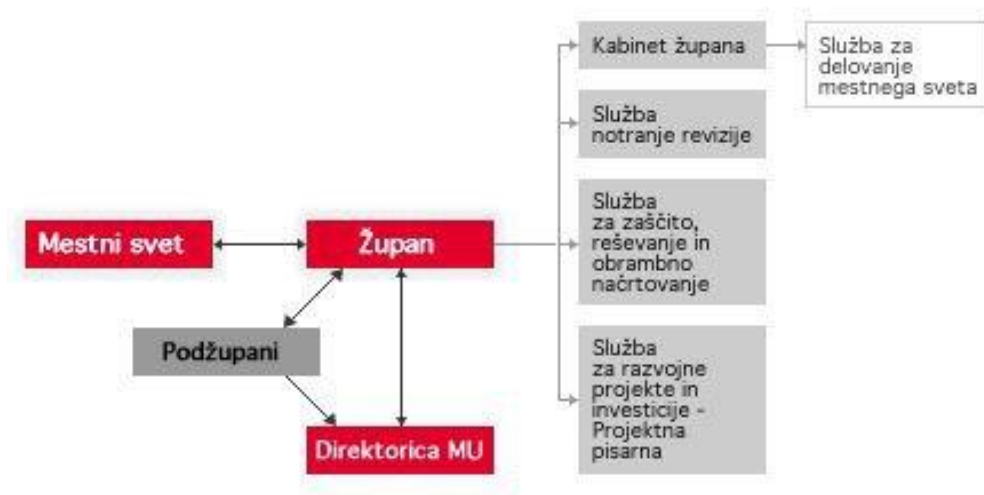 Kabinet župana
Služba za
delovanje
mestnega sveta
Služba
notranje revizije
Služba
za zaščito,
reševanje in
obrambno
načrtovanje
Mestni svet
Župan
Podžupani
Služba
za razvojne
projekte in
investicije -
Projektna
pisarna
Direktorica MU